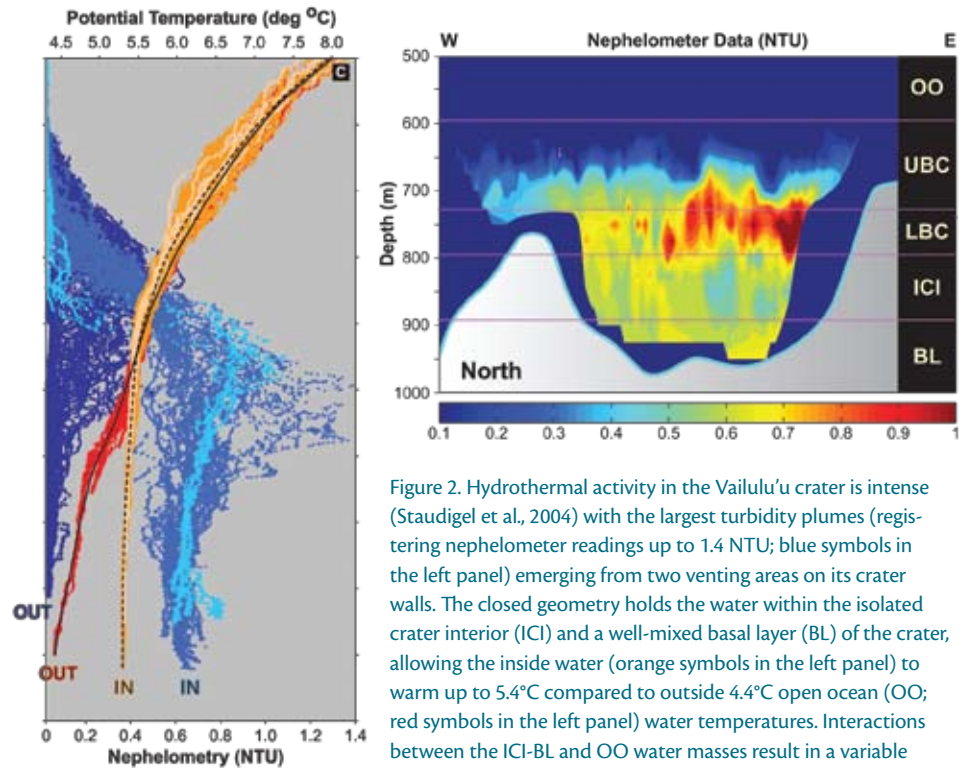 Potential Temperature (deg °C)
4.5 5.0 5.5 6.0 6.5 7.0 7.5 8.0
C
OUT
OUT
IN
IN
0 0.2 0.4 0.6 0.8 1.0 1.2 1.4
Nephelometry (NTU)
W Nephelometer Data (NTU) E
500
600
700
800
900
1000
Depth (m)
OO
UBC
LBC
ICI
BL
North
0.1 0.2 0.3 0.4 0.5 0.6 0.7 0.8 0.9 1
Figure 2. Hydrothermal activity in the Vailulu'u crater is intense
(Staudigel et al., 2004) with the largest turbidity plumes (regis-
tering nephelometer readings up to 1.4 NTU; blue symbols in
the left panel) emerging from two venting areas on its crater
walls. The closed geometry holds the water within the isolated
crater interior (ICI) and a well-mixed basal layer (BL) of the crater,
allowing the inside water (orange symbols in the left panel) to
warm up to 5.4°C compared to outside 4.4°C open ocean (OO;
red symbols in the left panel) water temperatures. Interactions
between the ICI-BL and OO water masses result in a variable